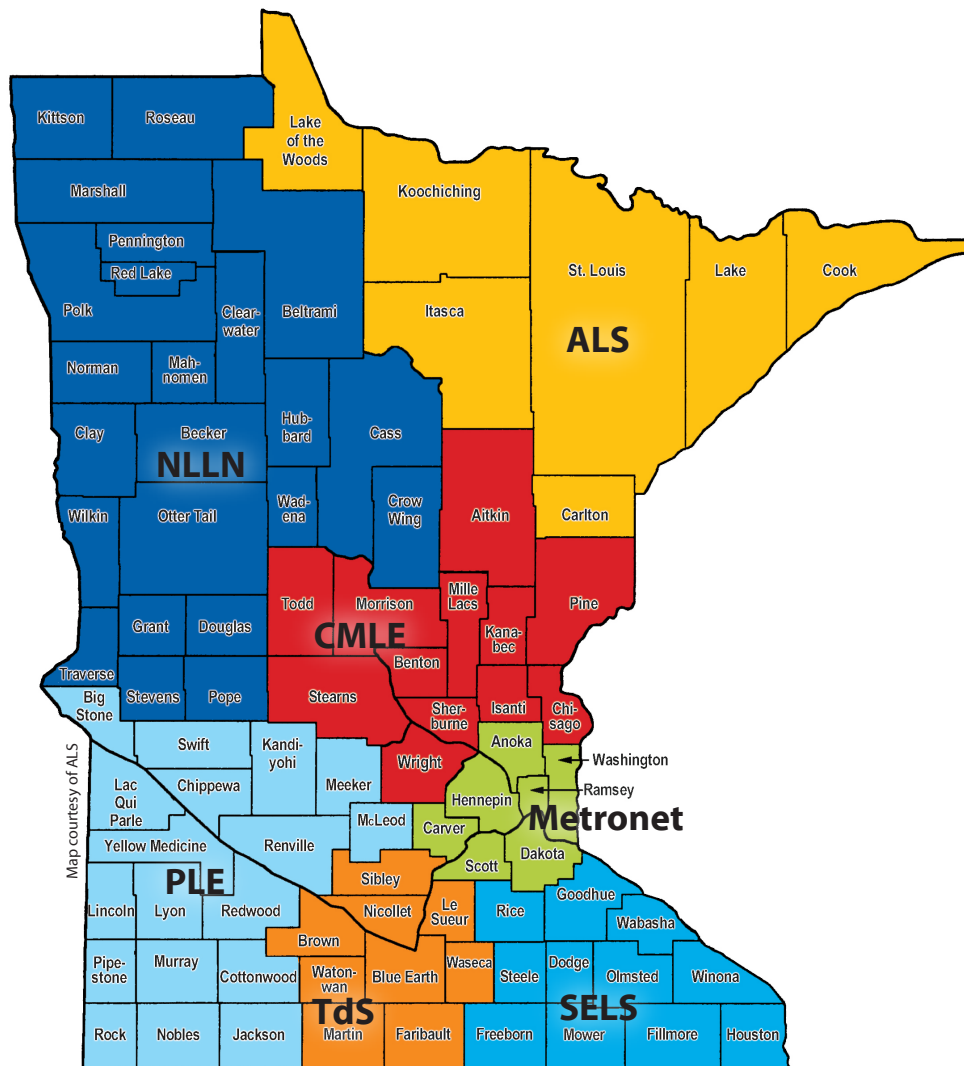 Kittson
Roseau
Lake
of the
Woods
Marshall
Koochiching
Pennington
Red Lake
St. Louis
Lake
Cook
Polk
Clear-
water
Beltrami
Itasca
ALS
Norman
Mah-
nomen
Clay
Becker
Hub-
bard
Cass
NLLN
Wilkin
Otter Tail
Wad-
ena
Crow
Wing
Aitkin
Carlton
Todd
Morrison
Mille
Lacs
Pine
Grant
Douglas
CMLE
Kana-
bec
Benton
Traverse
Big
Stone
Stevens
Pope
Stearns
Sher-
burne
Isanti
Chi-
sago
Swift
Kandi-
yohi
Anoka
Washington
Wright
Map courtesy of ALS
Lac
Qui
Parle
Chippewa
Meeker
Hennepin
Ramsey
Metronet
McLeod
Carver
Yellow Medicine
Renville
Scott
Dakota
PLE
Sibley
Lincoln
Lyon
Redwood
Nicollet
Le
Sueur
Rice
Goodhue
Wabasha
Brown
Pipe-
stone
Murray
Cottonwood
Waton-
wan
Blue Earth
Waseca
Steele
Dodge
Olmsted
Winona
TdS
SELS
Rock
Nobles
Jackson
Martin
Faribault
Freeborn
Mower
Fillmore
Houston